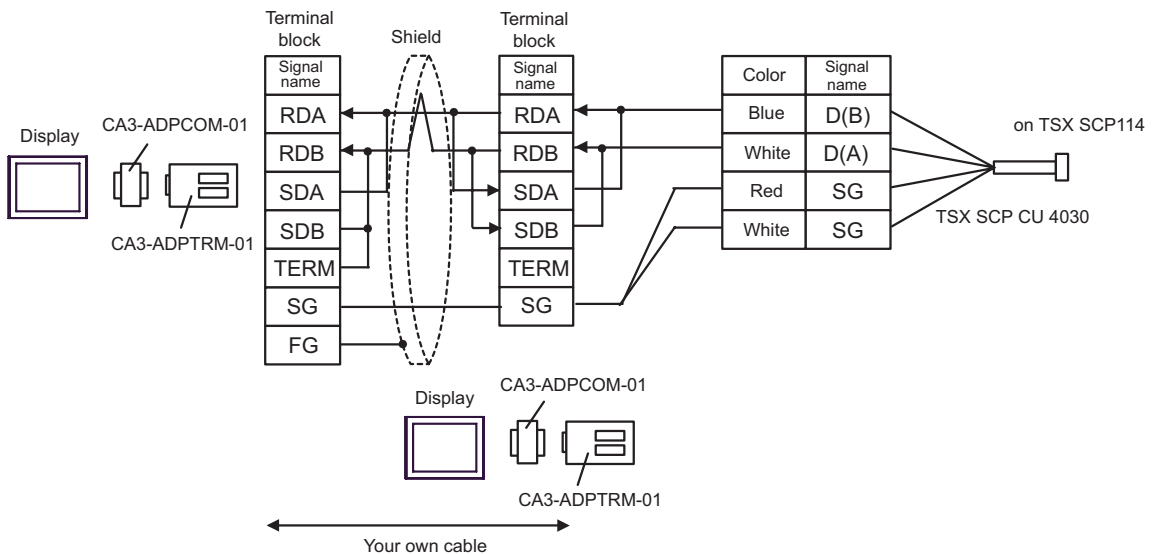 Terminal
block
Shield
Terminal
block
Signal
name
Signal
name
Color
Signal
name
RDA
RDA
Blue
D(B)
on TSX SCP114
Display
CA3-ADPCOM-01
RDB
RDB
White
D(A)
SDA
SDA
Red
SG
TSX SCP CU 4030
CA3-ADPTRM-01
SDB
SDB
White
SG
TERM
TERM
SG
SG
FG
Display
CA3-ADPCOM-01
CA3-ADPTRM-01
Your own cable